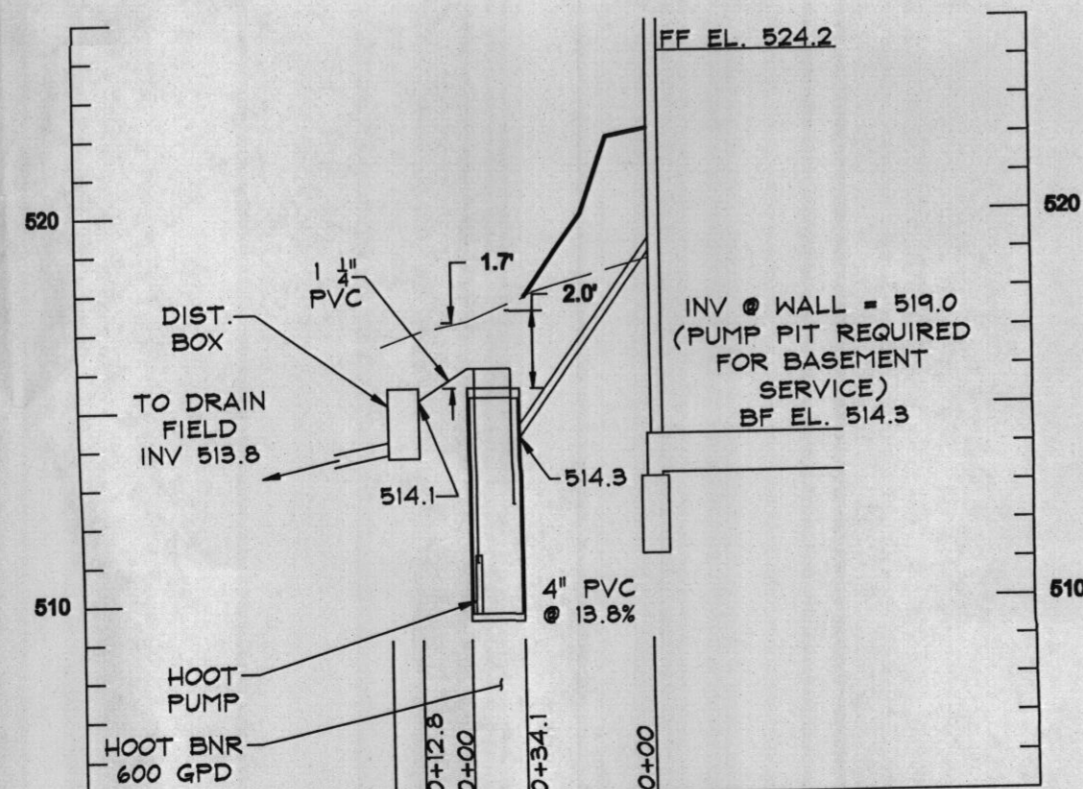 FF EL. 524.2
520
520
1 1/4"
PVC
1.7'
2.0'
DIST.
BOX
INV @ WALL = 519.0
(PUMP PIT REQUIRED
FOR BASEMENT
SERVICE)
BF EL. 514.3
TO DRAIN
FIELD
INV 513.8
514.1
514.3
510
510
4" PVC
@ 13.8%
HOOT
PUMP
HOOT BNR
600 GPD
0+12.8
0+00
0+34.1
0+00